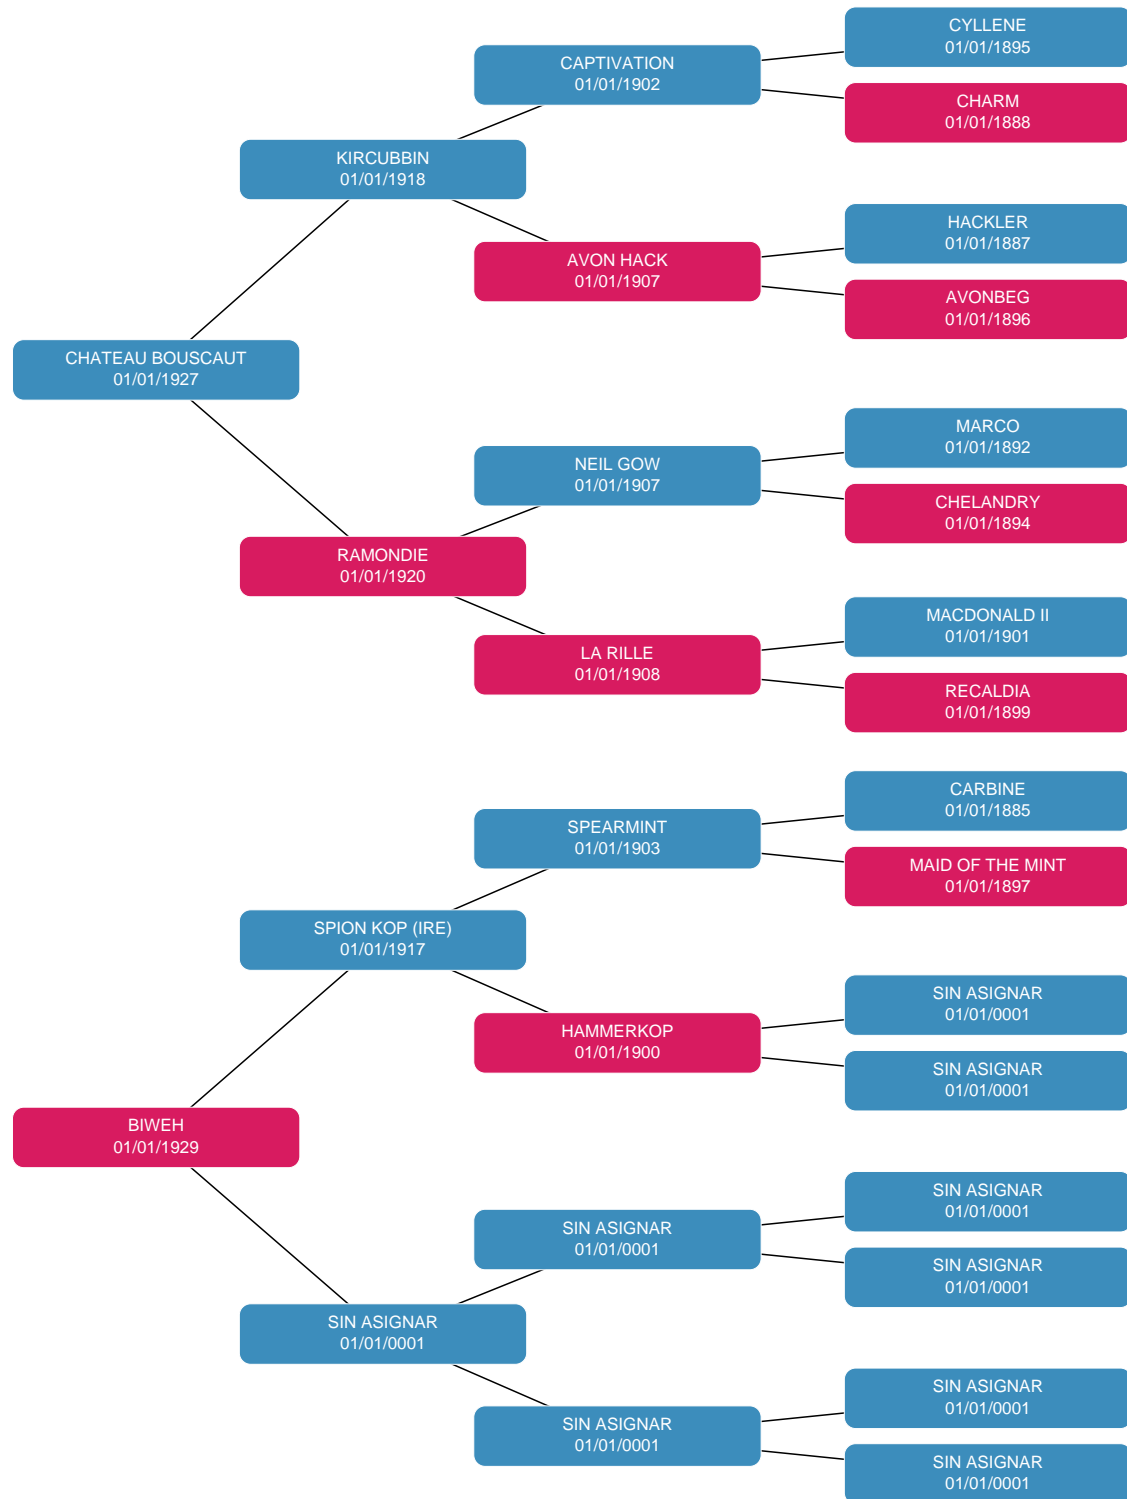 CYLLENE
01/01/1895
CAPTIVATION
01/01/1902
CHARM
01/01/1888
KIRCUBBIN
01/01/1918
HACKLER
01/01/1887
AVON HACK
01/01/1907
AVONBEG
01/01/1896
CHATEAU BOUSCAUT
01/01/1927
MARCO
01/01/1892
NEIL GOW
01/01/1907
CHELANDRY
01/01/1894
RAMONDIE
01/01/1920
MACDONALD II
01/01/1901
LA RILLE
01/01/1908
RECALDIA
01/01/1899
CARBINE
01/01/1885
SPEARMINT
01/01/1903
MAID OF THE MINT
01/01/1897
SPION KOP (IRE)
01/01/1917
SIN ASIGNAR
01/01/0001
HAMMERKOP
01/01/1900
SIN ASIGNAR
01/01/0001
BIWEH
01/01/1929
SIN ASIGNAR
01/01/0001
SIN ASIGNAR
01/01/0001
SIN ASIGNAR
01/01/0001
SIN ASIGNAR
01/01/0001
SIN ASIGNAR
01/01/0001
SIN ASIGNAR
01/01/0001
SIN ASIGNAR
01/01/0001